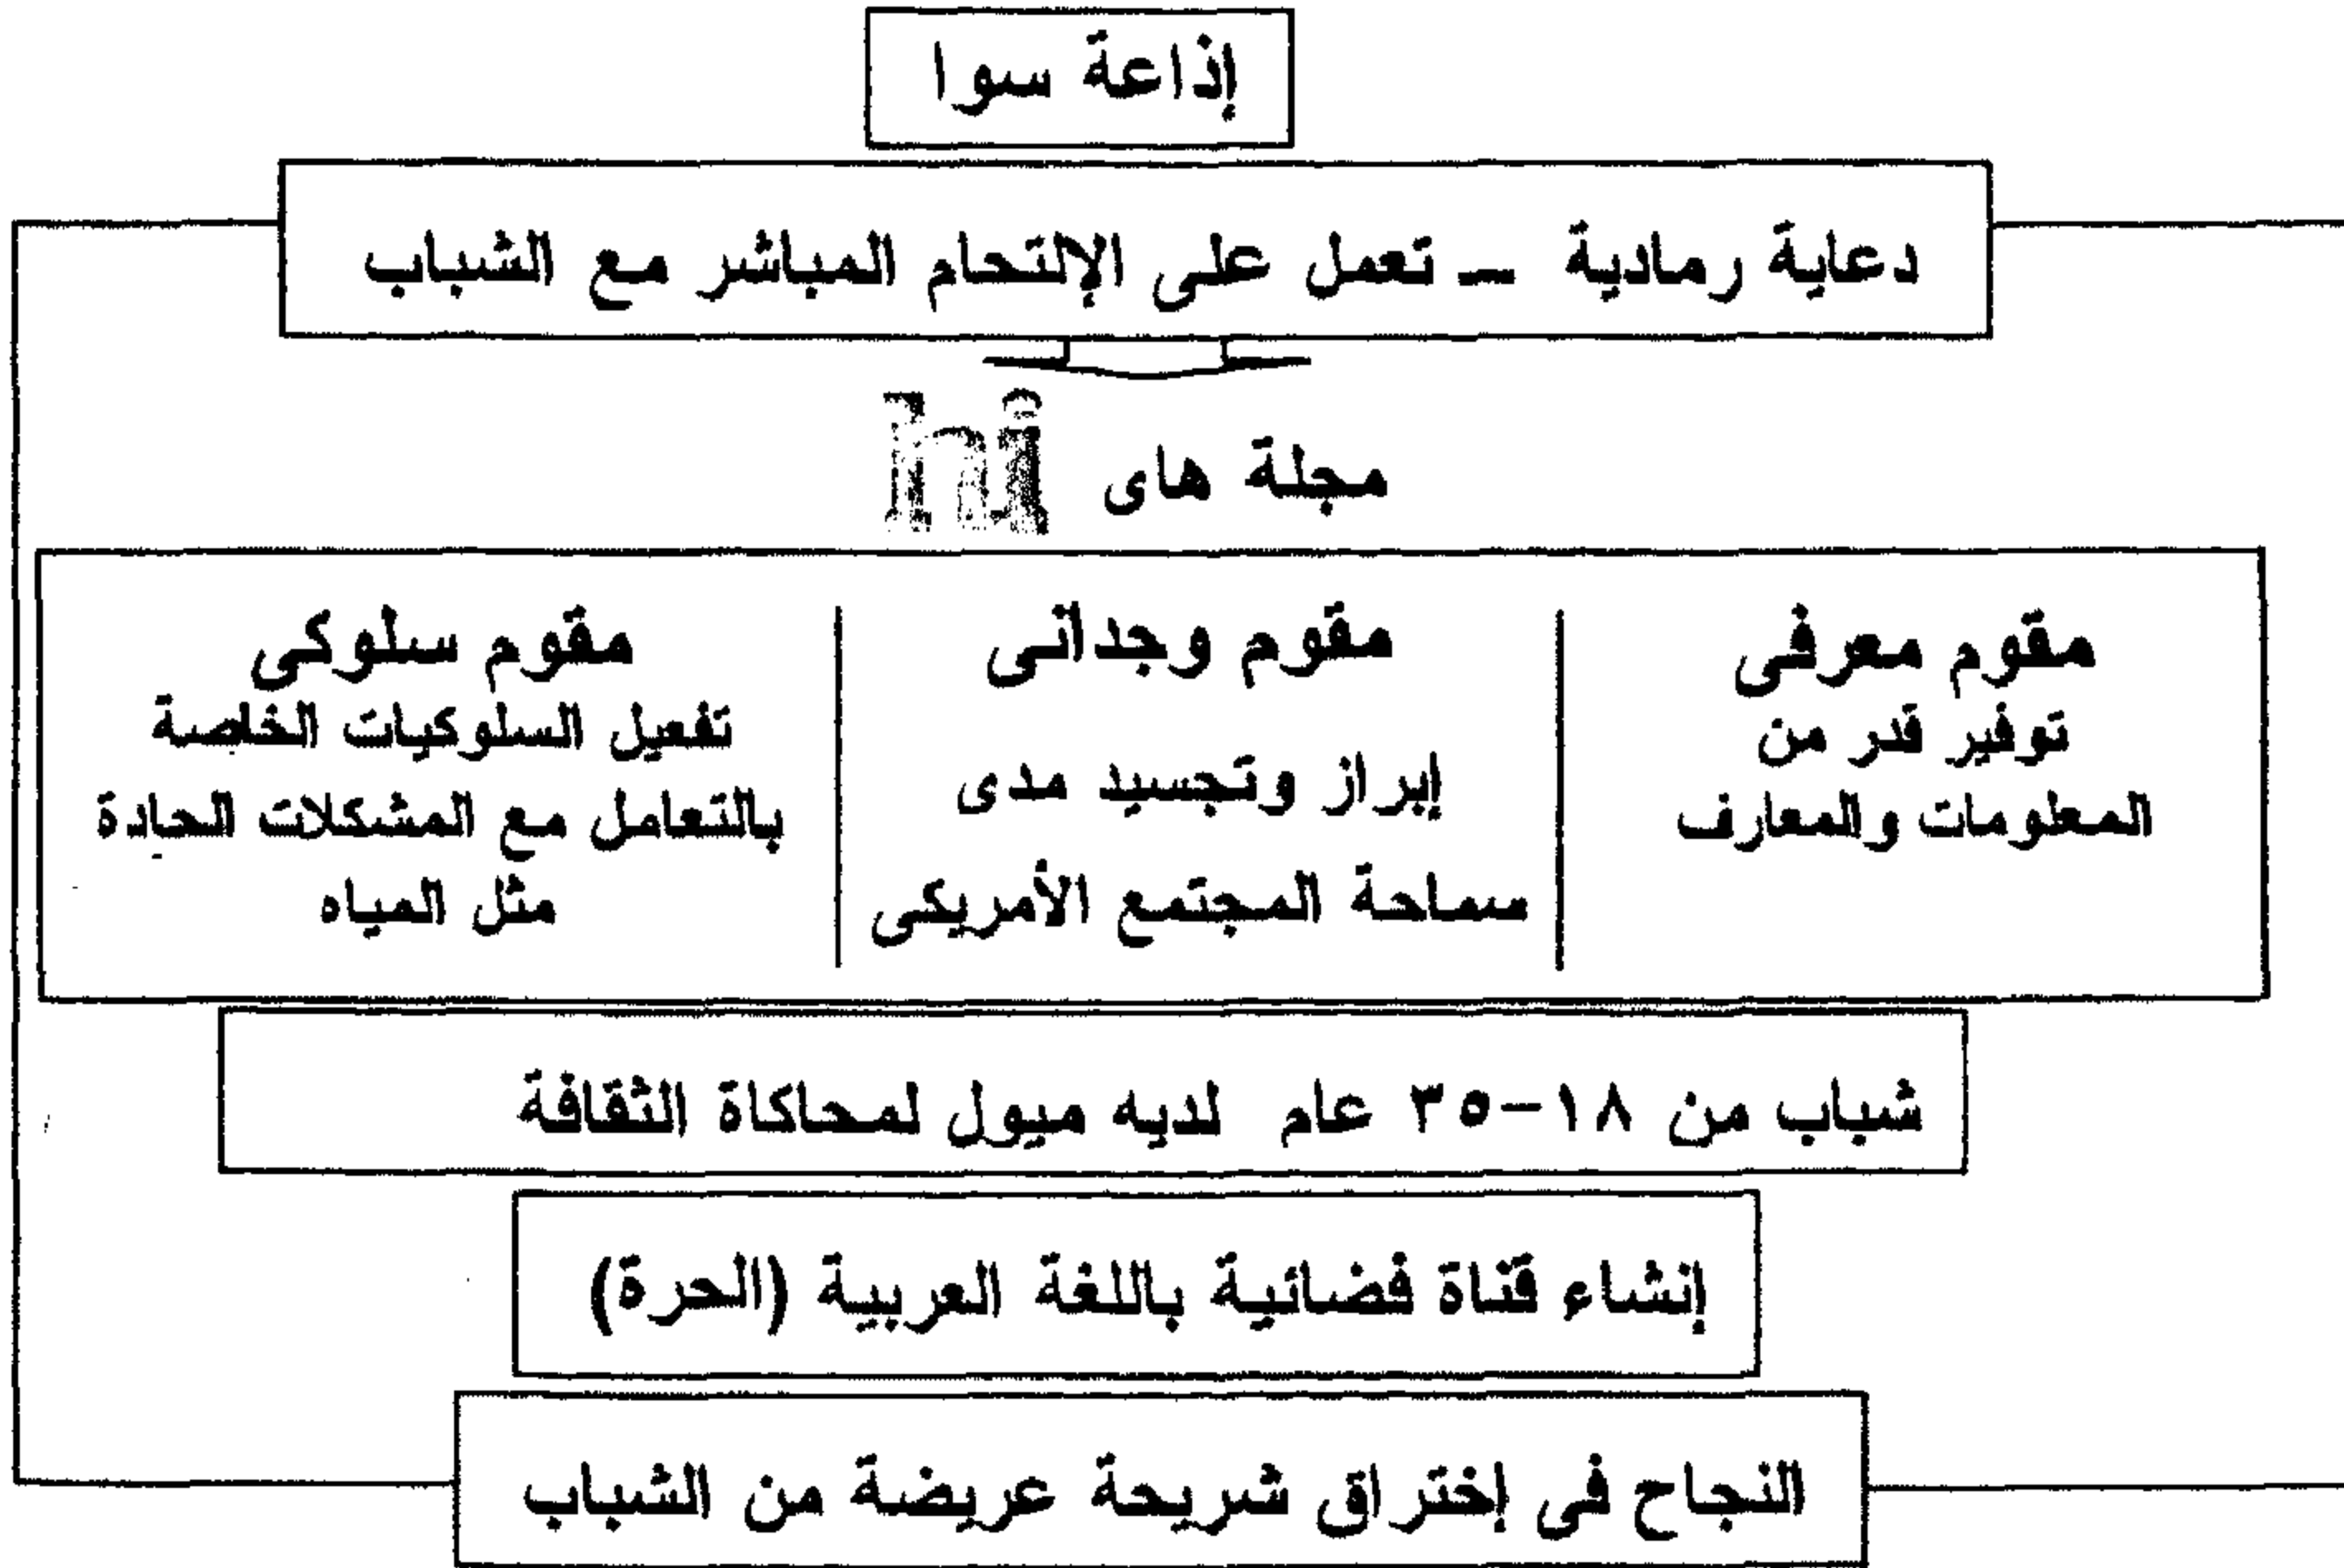 إذاعة سوا
دعاية رمادية – تعمل على الإلتحام المباشر مع الشباب
مجلة هاى hi
مقوم معرفى
توفير قدر من
المعلومات والمعارف
مقوم وجدانى
إبراز وتجسيد مدى
سماحة المجتمع الأمريكى
مقوم سلوكى
تفعيل السلوكيات الخاصة
بالتعامل مع المشكلات الحادة
مثل المياه
شباب من ١٨-٣٥ عام لديه ميول لمحاكاة الثقافة
إنشاء قناة فضائية باللغة العربية (الحرة)
النجاح فى إختراق شريحة عريضة من الشباب